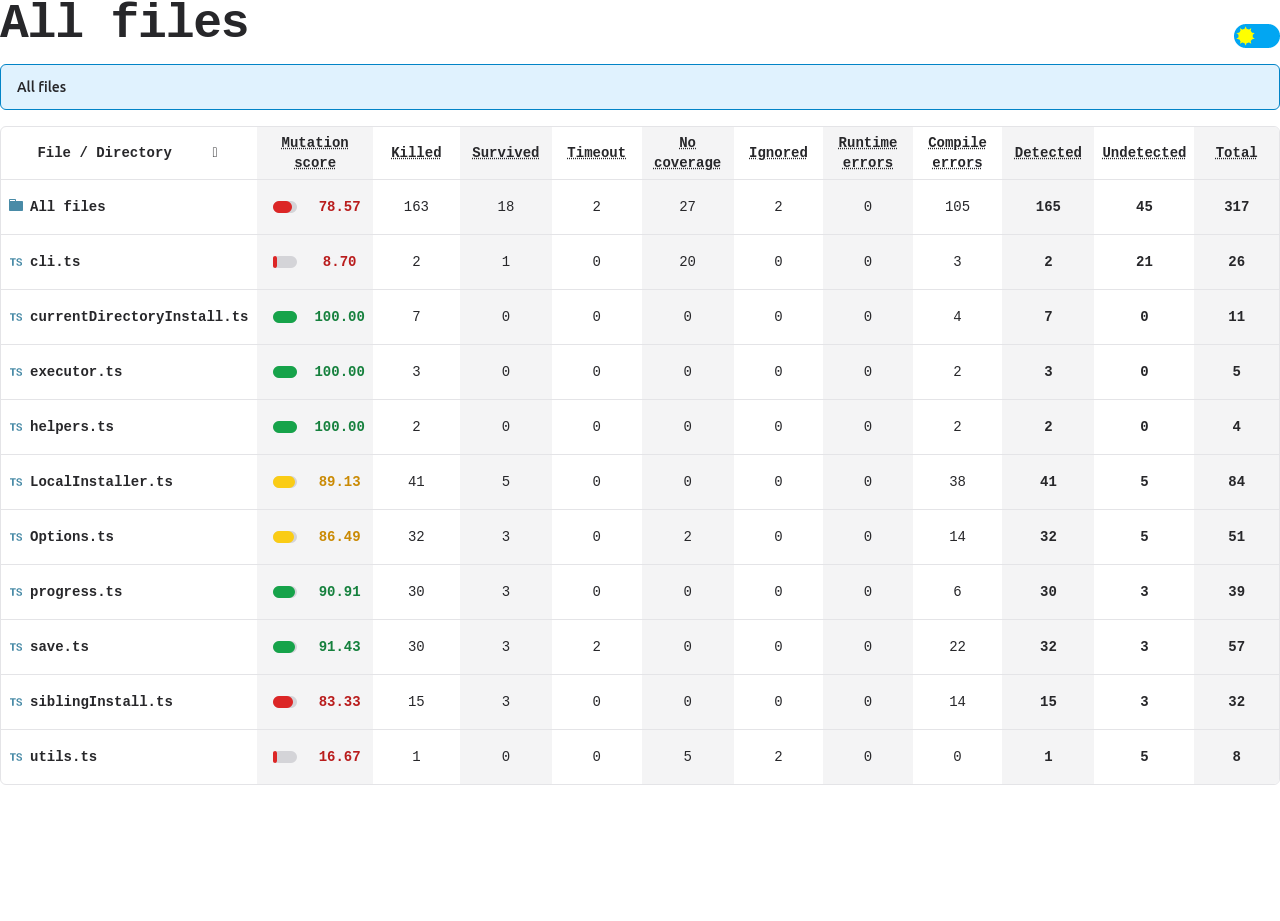 All files
All files
File / Directory Mutation score Killed Survived Timeout No coverage Ignored Runtime errors Compile errors Detected Undetected Total
All files 78.57 163 18 2 27 2 0 105 165 45 317
TS cli.ts 8.70 2 1 0 20 0 0 3 2 21 26
TS currentDirectoryInstall.ts 100.00 7 0 0 0 0 0 4 7 0 11
TS executor.ts 100.00 3 0 0 0 0 0 2 3 0 5
TS helpers.ts 100.00 2 0 0 0 0 0 2 2 0 4
TS LocalInstaller.ts 89.13 41 5 0 0 0 0 38 41 5 84
TS Options.ts 86.49 32 3 0 2 0 0 14 32 5 51
TS progress.ts 90.91 30 3 0 0 0 0 6 30 3 39
TS save.ts 91.43 30 3 2 0 0 0 22 32 3 57
TS siblingInstall.ts 83.33 15 3 0 0 0 0 14 15 3 32
TS utils.ts 16.67 1 0 0 5 2 0 0 1 5 8